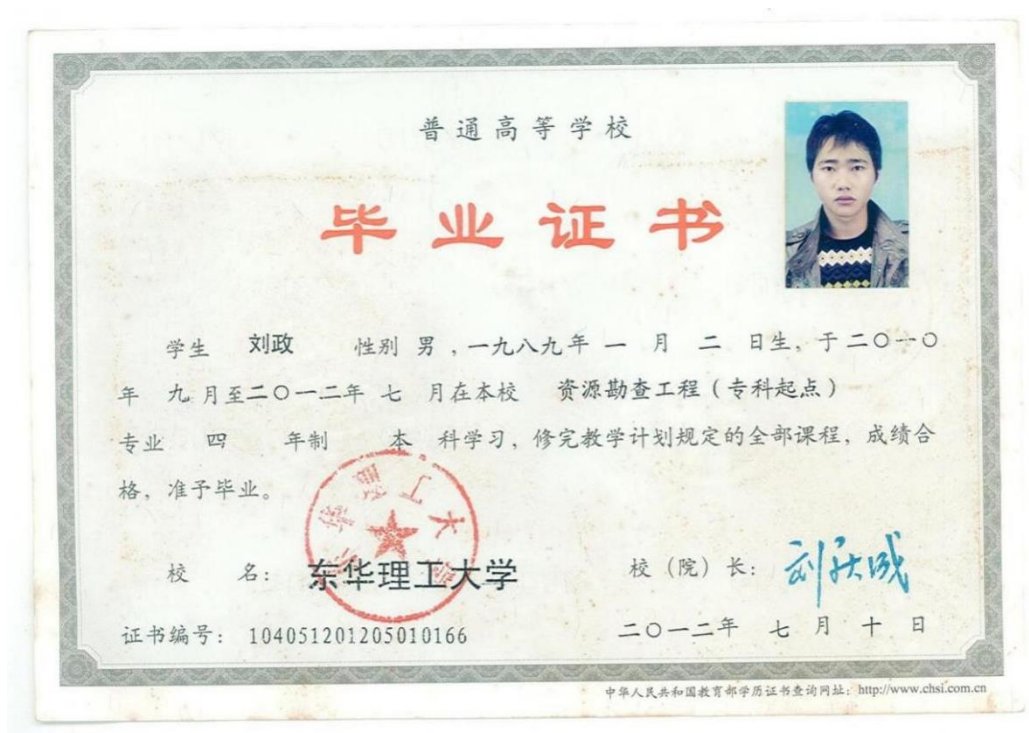 普通高等学校
毕业证书
学生 刘政 性别 男，一九八九年 一 月 二 日生，于二〇一〇
年 九 月至二〇一二年 七 月在本校 资源勘查工程（专科起点）
专业 四 年制 本 科学习，修完教学计划规定的全部课程，成绩合
格，准予毕业。
东华理工大学
校 名： 东华理工大学 校（院）长：
证书编号： 104051201205010166 二〇一二年 七 月 十 日
中华人民共和国教育部学历证书查询网址：http://www.chsi.com.cn